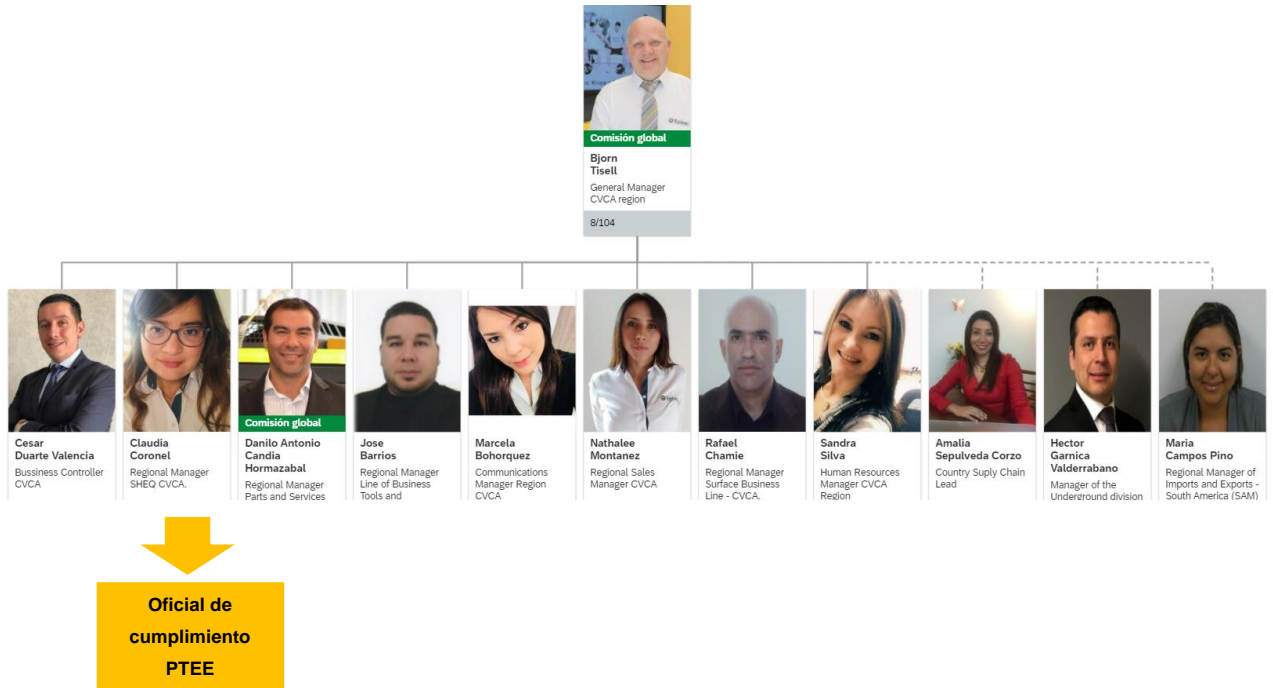 Comisión global
Bjorn
Tisell
General Manager
CVCA region
8/104
Cesar
Duarte Valencia
Bussiness Controller
CVCA
Claudia
Coronel
Regional Manager
SHEQ CVCA.
Comisión global
Danilo Antonio
Candia
Hormazabal
Regional Manager
Parts and Services
Jose
Barrios
Regional Manager
Line of Business
Tools and
Marcela
Bohorquez
Communications
Manager Region
CVCA
Nathalee
Montanez
Regional Sales
Manager CVCA
Rafael
Chamie
Regional Manager
Surface Business
Line - CVCA.
Sandra
Silva
Human Resources
Manager CVCA
Region
Amalia
Sepulveda Corzo
Country Suply Chain
Lead
Hector
Garnica
Valderrabano
Manager of the
Underground division
Maria
Campos Pino
Regional Manager of
Imports and Exports -
South America (SAM)
Oficial de
cumplimiento
PTEE